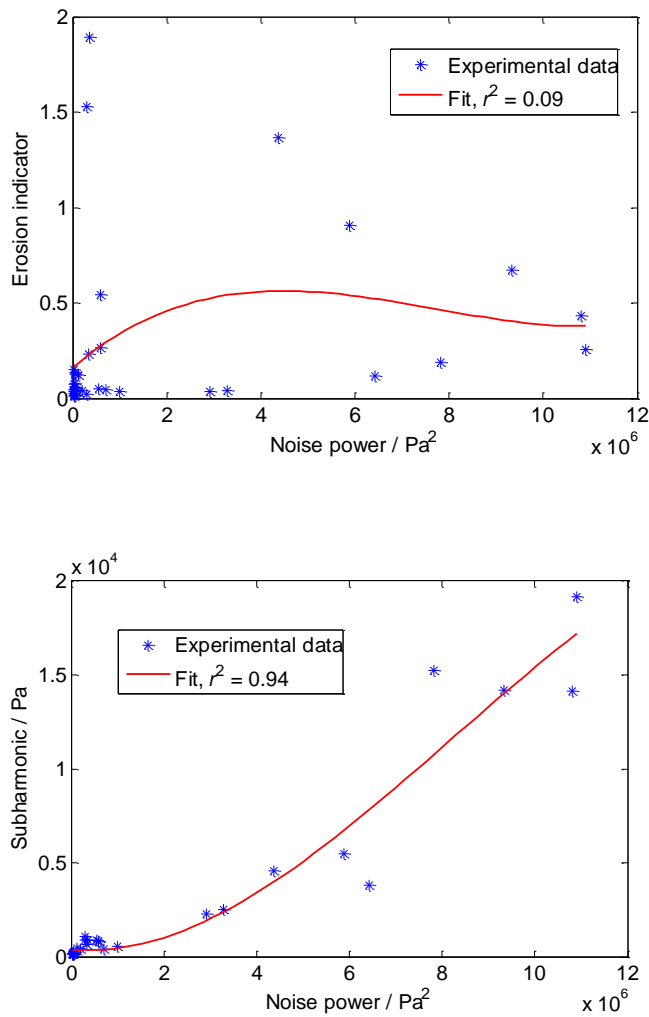 2
Experimental data
Fit, r² = 0.09
1.5
Erosion indicator
1
0.5
0
0 2 4 6 8 10 12
Noise power / Pa²
x 10⁶
x 10⁴
2
Experimental data
Fit, r² = 0.94
1.5
Subharmonic / Pa
1
0.5
0
0 2 4 6 8 10 12
Noise power / Pa²
x 10⁶